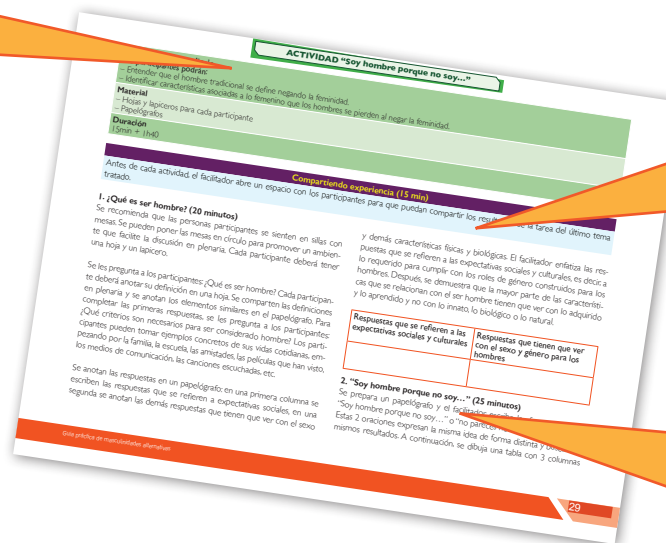 ACTIVIDAD “Soy hombre porque no soy...”
participantes podrán:
– Entender que el hombre tradicional se define negando la feminidad.
– Identificar características asociadas a lo femenino que los hombres se pierden al negar la feminidad.
Material
– Hojas y lapiceros para cada participante
– Papelógrafos
Duración
15min + 1h40
Compartiendo experiencia (15 min)
Antes de cada actividad, el facilitador abre un espacio con los participantes para que puedan compartir los de la tarea del último tema
tratado.
1. ¿Qué es ser hombre? (20 minutos)
Se recomienda que las personas participantes se sienten en sillas con
mesas. Se pueden poner las mesas en círculo para promover un ambien-
te que facilite la discusión en plenaria. Cada participante deberá tener
una hoja y un lapicero.
Se les pregunta a los participantes: ¿Qué es ser hombre? Cada participan-
te deberá anotar su definición en una hoja. Se comparten las definiciones
en plenaria y se anotan los elementos similares en el papelógrafo. Para
completar las primeras respuestas, se les pregunta a los participantes:
¿Qué criterios son necesarios para ser considerado hombre? Los parti-
cipantes pueden tomar ejemplos concretos de sus vidas cotidianas, em-
pezando por la familia, la escuela, las amistades, las películas que han visto,
los medios de comunicación, las canciones escuchadas, etc.
Se anotan las respuestas en un papelógrafo: en una primera columna se
escriben las respuestas que se refieren a expectativas sociales, en una
segunda se anotan las demás respuestas que tienen que ver con el sexo
y demás características físicas y biológicas. El facilitador enfatiza las res-
puestas que se refieren a las expectativas sociales y culturales, es decir, a
lo requerido para cumplir con los roles de género construidos para los
hombres. Después, se demuestra que la mayor parte de las característi-
cas que se relacionan con el ser hombre tienen que ver con lo adquirido
y lo aprendido y no con lo innato, lo biológico o lo natural.
Respuestas que se refieren a las
expectativas sociales y culturales
Respuestas que tienen que ver
con el sexo y género para los
hombres
2. “Soy hombre porque no soy...” (25 minutos)
Se prepara un papelógrafo y el facilitador
“Soy hombre porque no soy...” o “no parecer
Estas 2 oraciones expresan la misma idea de forma distinta y
mismos resultados. A continuación, se dibuja una tabla con 3 columnas
Guía práctica de masculinidades alternativas
29